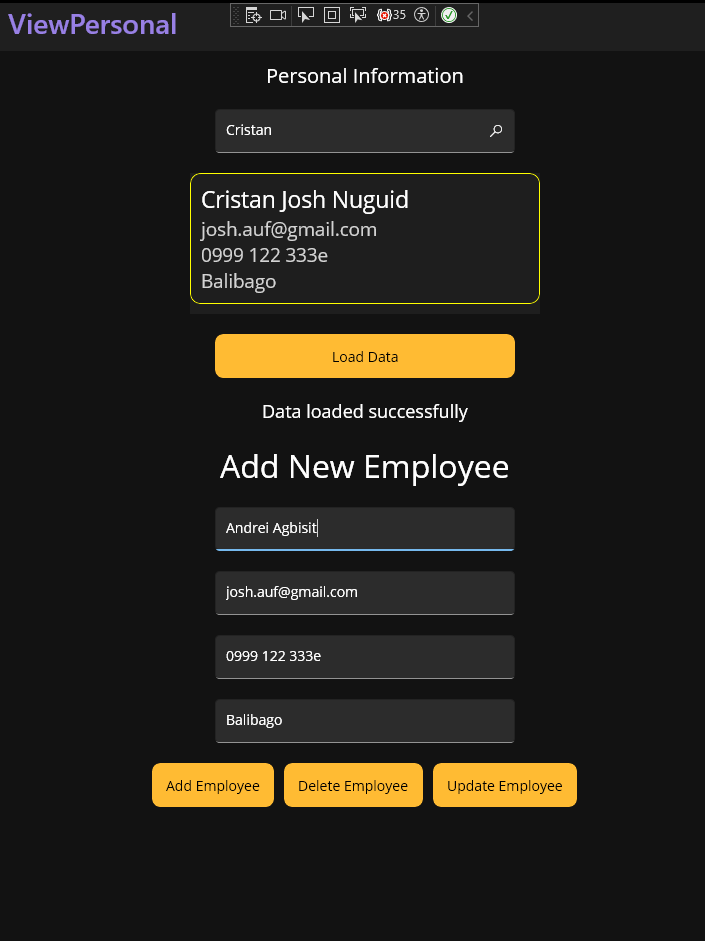 ViewPersonal
35
Personal Information
Cristan
Cristan Josh Nuguid
josh.auf@gmail.com
0999 122 333e
Balibago
Load Data
Data loaded successfully
Add New Employee
Andrei Agbisit
josh.auf@gmail.com
0999 122 333e
Balibago
Add Employee Delete Employee Update Employee